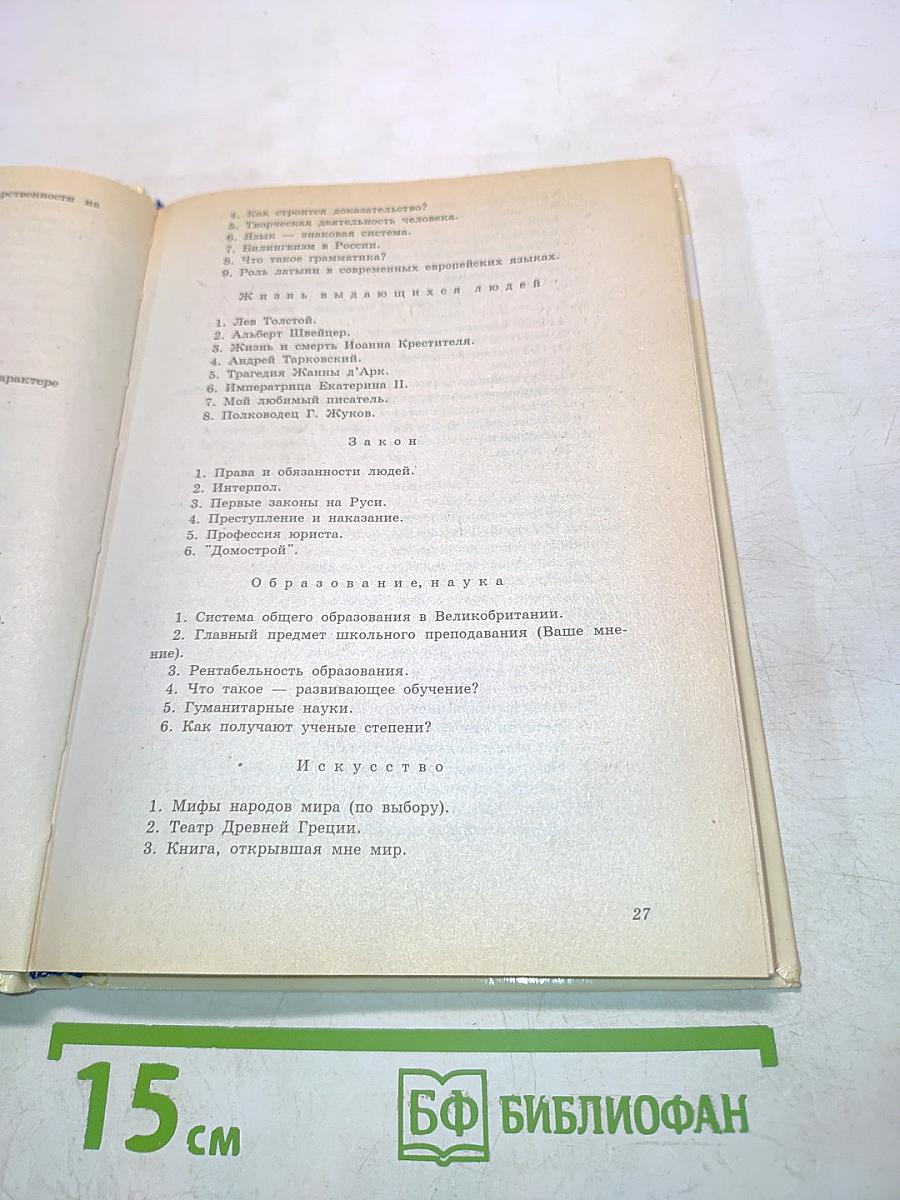 рственности на
арактере
4. Как строится доказательство?
5. Творческая деятельность человека.
6. Язык — знаковая система.
7. Билингвизм в России.
8. Что такое грамматика?
9. Роль латыни в современных европейских языках.
Жизнь выдающихся людей
1. Лев Толстой.
2. Альберт Швейцер.
3. Жизнь и смерть Иоанна Крестителя.
4. Андрей Тарковский.
5. Трагедия Жанны д'Арк.
6. Императрица Екатерина II.
7. Мой любимый писатель.
8. Полководец Г. Жуков.
Закон
1. Права и обязанности людей.
2. Интерпол.
3. Первые законы на Руси.
4. Преступление и наказание.
5. Профессия юриста.
6. "Домострой".
Образование, наука
1. Система общего образования в Великобритании.
2. Главный предмет школьного преподавания (Ваше мне-
ние).
3. Рентабельность образования.
4. Что такое — развивающее обучение?
5. Гуманитарные науки.
6. Как получают ученые степени?
Искусство
1. Мифы народов мира (по выбору).
2. Театр Древней Греции.
3. Книга, открывшая мне мир.
27
15 см
БФ БИБЛИОФАН